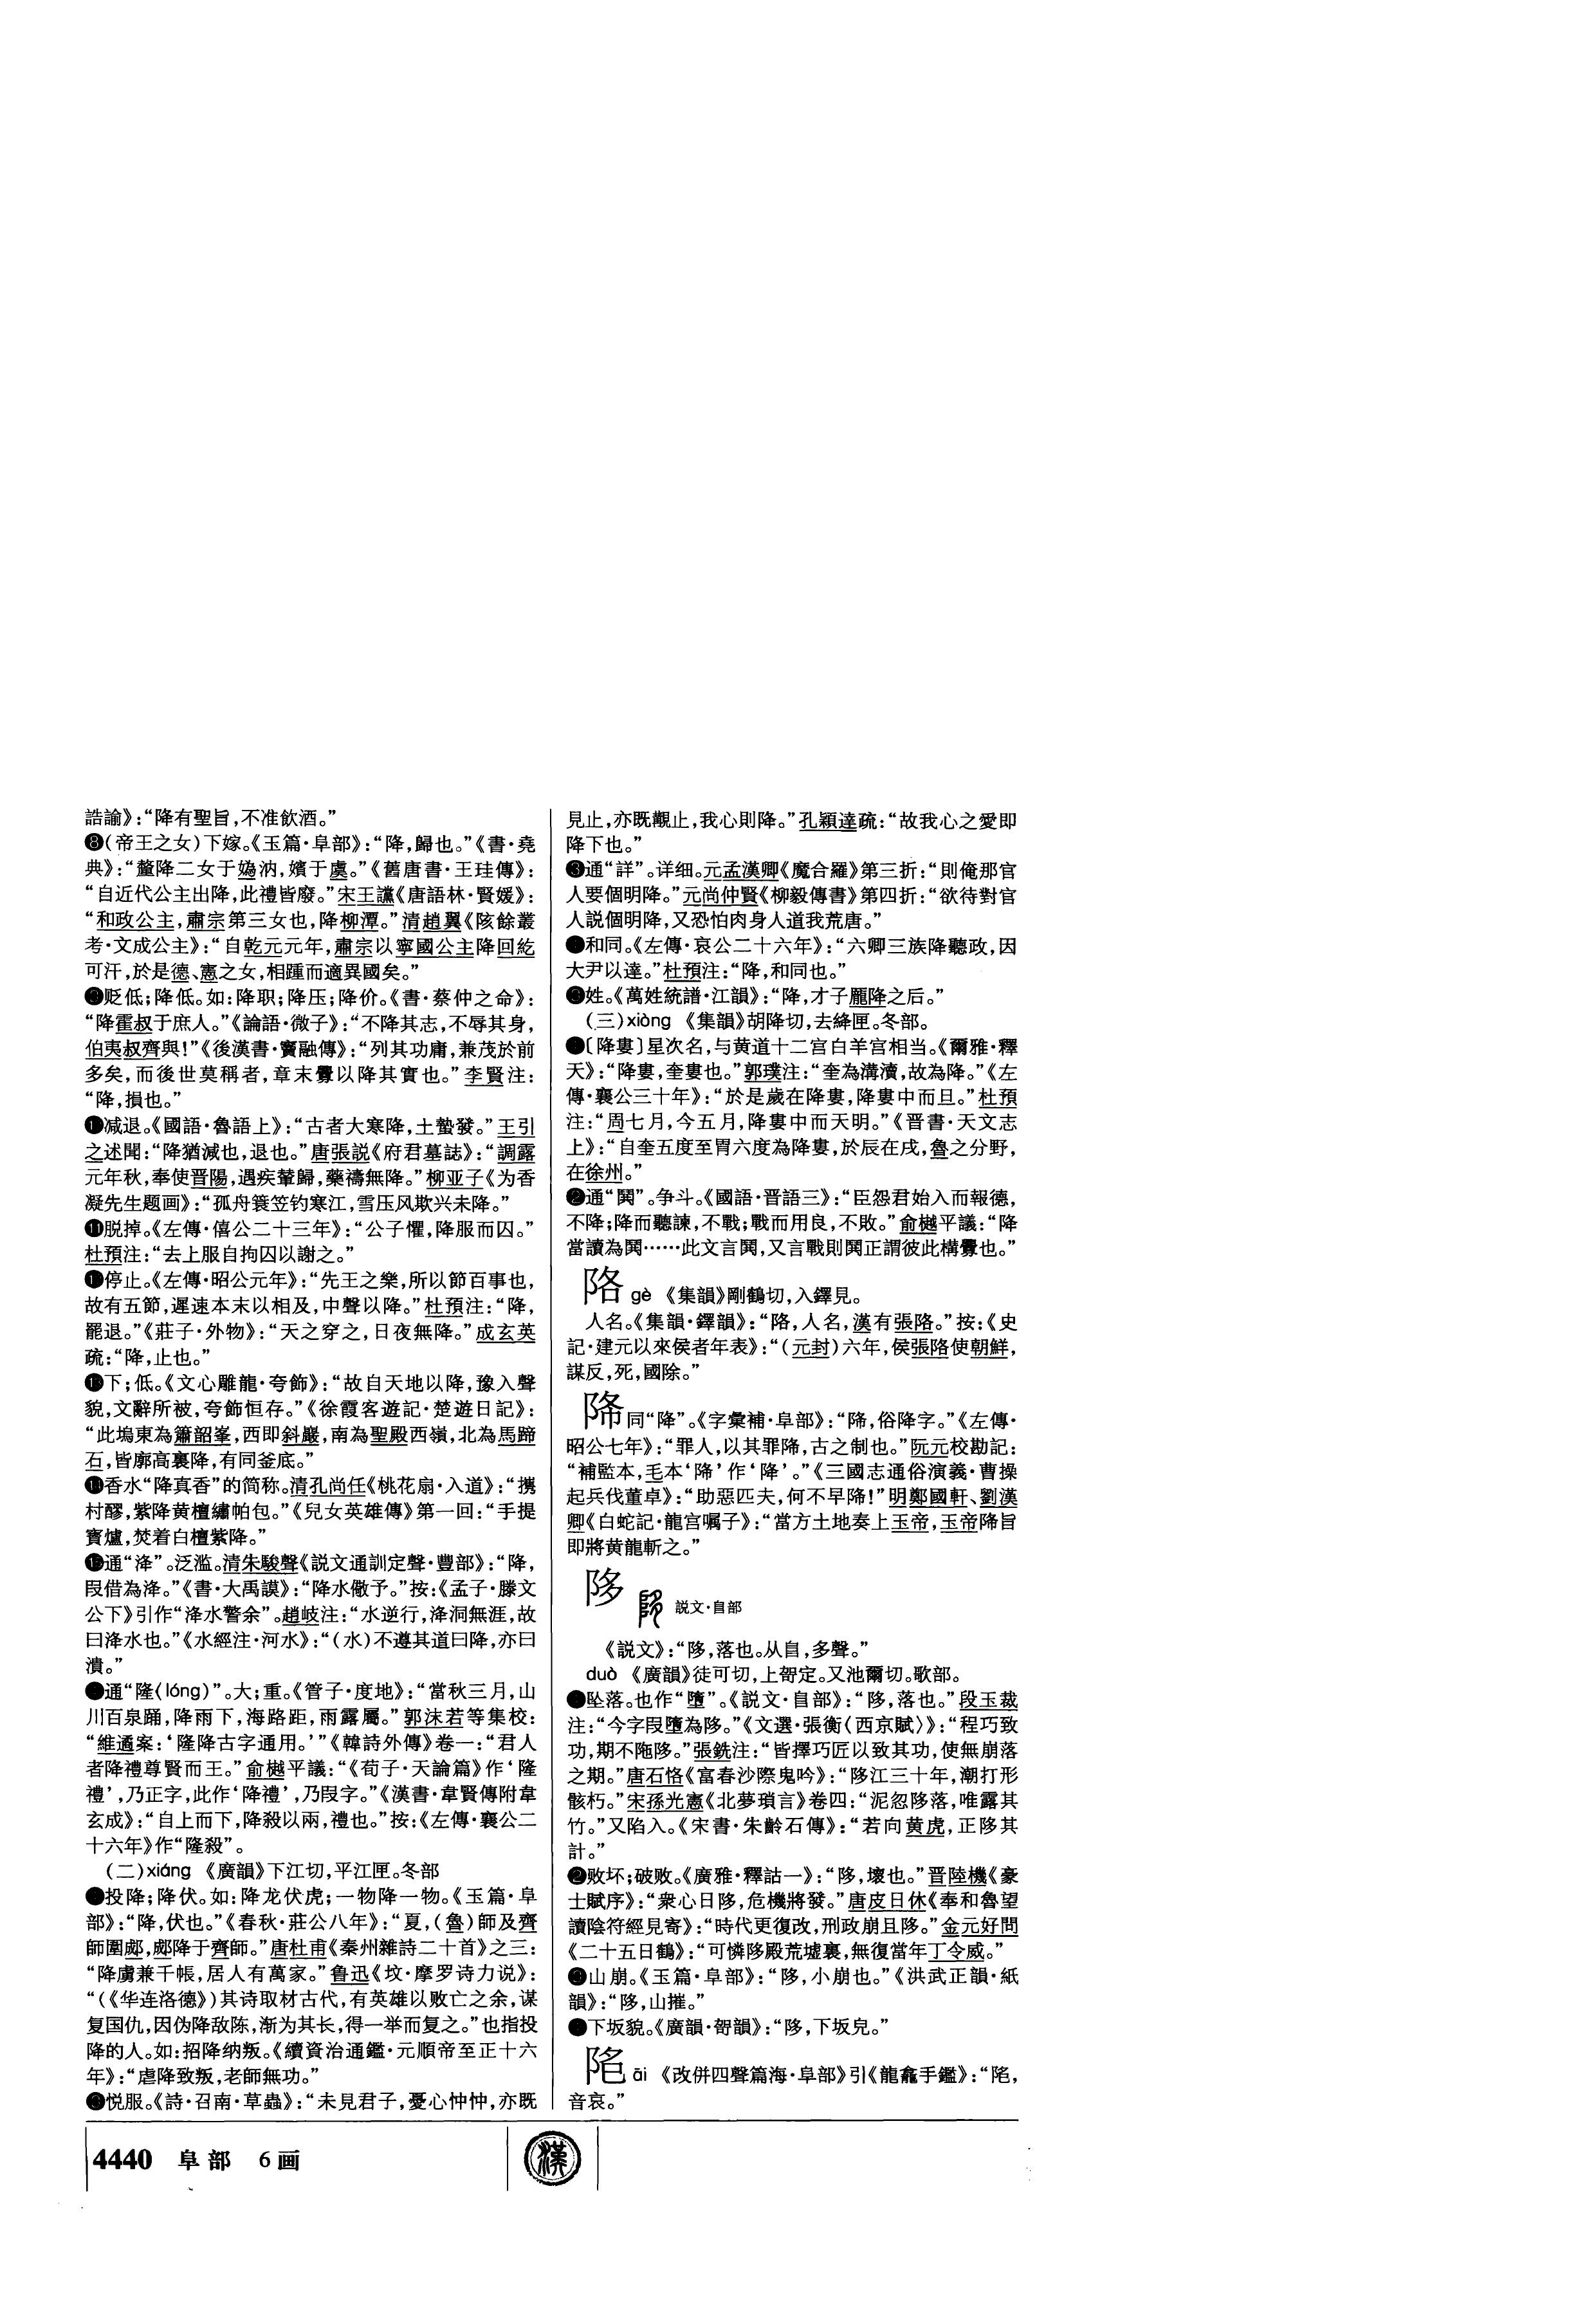 誥諭》：“降有聖旨，不准飲酒。”
❽（帝王之女）下嫁。《玉篇·阜部》：“降，歸也。”《書·堯
典》：“釐降二女于媯汭，嬪于虞。”《舊唐書·王珪傳》：
“自近代公主出降，此禮皆廢。”宋王讜《唐語林·賢媛》：
“和政公主，肅宗第三女也，降柳潭。”清趙翼《陔餘叢
考·文成公主》：“自乾元元年，肅宗以寧國公主降回紇
可汗，於是德、憲之女，相踵而適異國矣。”
❾贬低；降低。如：降职；降压；降价。《書·蔡仲之命》：
“降霍叔于庶人。”《論語·微子》：“不降其志，不辱其身，
伯夷叔齊與！”《後漢書·竇融傳》：“列其功庸，兼茂於前
多矣，而後世莫稱者，章末釁以降其實也。”李賢注：
“降，損也。”
❿减退。《國語·魯語上》：“古者大寒降，土蟄發。”王引
之述聞：“降猶減也，退也。”唐張説《府君墓誌》：“調露
元年秋，奉使晋陽，遇疾輦歸，藥禱無降。”柳亚子《为香
凝先生题画》：“孤舟簑笠钓寒江，雪压风欺兴未降。”
⓫脱掉。《左傳·僖公二十三年》：“公子懼，降服而囚。”
杜預注：“去上服自拘囚以謝之。”
⓬停止。《左傳·昭公元年》：“先王之樂，所以節百事也，
故有五節，遲速本末以相及，中聲以降。”杜預注：“降，
罷退。”《莊子·外物》：“天之穿之，日夜無降。”成玄英
疏：“降，止也。”
⓭下；低。《文心雕龍·夸飾》：“故自天地以降，豫入聲
貌，文辭所被，夸飾恒存。”《徐霞客遊記·楚遊日記》：
“此塢東為簫韶峯，西即斜巖，南為聖殿西嶺，北為馬蹄
石，皆廓高裏降，有同釜底。”
⓮香水“降真香”的简称。清孔尚任《桃花扇·入道》：“携
村醪，紫降黄檀繡帕包。”《兒女英雄傳》第一回：“手提
寳爐，焚着白檀紫降。”
⓯通“洚”。泛滥。清朱駿聲《説文通訓定聲·豐部》：“降，
叚借為洚。”《書·大禹謨》：“降水儆予。”按：《孟子·滕文
公下》引作“洚水警余”。趙岐注：“水逆行，洚洞無涯，故
曰洚水也。”《水經注·河水》：“（水）不遵其道曰降，亦曰
潰。”
⓰通“隆（lóng）”。大；重。《管子·度地》：“當秋三月，山
川百泉踊，降雨下，海路距，雨露屬。”郭沫若等集校：
“維遹案：‘隆降古字通用。’”《韓詩外傳》卷一：“君人
者降禮尊賢而王。”俞樾平議：“《荀子·天論篇》作‘隆
禮’，乃正字，此作‘降禮’，乃叚字。”《漢書·韋賢傳附韋
玄成》：“自上而下，降殺以兩，禮也。”按：《左傳·襄公二
十六年》作“隆殺”。
（二）xiáng 《廣韻》下江切，平江匣。冬部
❶投降；降伏。如：降龙伏虎；一物降一物。《玉篇·阜
部》：“降，伏也。”《春秋·莊公八年》：“夏，（魯）師及齊
師圍郕，郕降于齊師。”唐杜甫《秦州雜詩二十首》之三：
“降虜兼千帳，居人有萬家。”鲁迅《坟·摩罗诗力说》：
“（《华连洛德》）其诗取材古代，有英雄以败亡之余，谋
复国仇，因伪降敌陈，渐为其长，得一举而复之。”也指投
降的人。如：招降纳叛。《續資治通鑑·元順帝至正十六
年》：“虐降致叛，老師無功。”
❷悦服。《詩·召南·草蟲》：“未見君子，憂心忡忡，亦既
見止，亦既觏止，我心則降。”孔穎達疏：“故我心之憂即
降下也。”
❸通“詳”。详细。元孟漢卿《魔合羅》第三折：“則俺那官
人要個明降。”元尚仲賢《柳毅傳書》第四折：“欲待對官
人説個明降，又恐怕肉身人道我荒唐。”
❹和同。《左傳·哀公二十六年》：“六卿三族降聽政，因
大尹以達。”杜預注：“降，和同也。”
❺姓。《萬姓統譜·江韻》：“降，才子龎降之后。”
（三）xiòng 《集韻》胡降切，去絳匣。冬部。
❶〔降婁〕星次名，与黄道十二宫白羊宫相当。《爾雅·釋
天》：“降婁，奎婁也。”郭璞注：“奎為溝瀆，故為降。”《左
傳·襄公三十年》：“於是歲在降婁，降婁中而旦。”杜預
注：“周七月，今五月，降婁中而天明。”《晋書·天文志
上》：“自奎五度至胃六度為降婁，於辰在戌，魯之分野，
在徐州。”
❷通“鬨”。争斗。《國語·晋語三》：“臣怨君始入而報德，
不降；降而聽諫，不戰；戰而用良，不敗。”俞樾平議：“降
當讀為鬨……此文言鬨，又言戰則鬨正謂彼此構釁也。”
𨹟 gè 《集韻》剛鶴切，入鐸見。
人名。《集韻·鐸韻》：“𨹟，人名，漢有張𨹟。”按：《史
記·建元以來侯者年表》：“（元封）六年，侯張𨹟使朝鮮，
謀反，死，國除。”
同“降”。《字彙補·阜部》：“，俗降字。”《左傳·
昭公七年》：“罪人，以其罪，古之制也。”阮元校勘記：
“補監本，毛本‘’作‘降’。”《三國志通俗演義·曹操
起兵伐董卓》：“助惡匹夫，何不早！”明鄭國軒、劉漢
卿《白蛇記·龍宫嘱子》：“當方土地奏上玉帝，玉帝旨
即將黄龍斬之。”
陊 説文·𨸏部
《説文》：“陊，落也。从𨸏，多聲。”
duò 《廣韻》徒可切，上哿定。又池爾切。歌部。
❶坠落。也作“墮”。《説文·𨸏部》：“陊，落也。”段玉裁
注：“今字叚墮為陊。”《文選·張衡〈西京賦〉》：“程巧致
功，期不陁陊。”張銑注：“皆擇巧匠以致其功，使無崩落
之期。”唐石恪《富春沙際鬼吟》：“陊江三十年，潮打形
骸朽。”宋孫光憲《北夢瑣言》卷四：“泥忽陊落，唯露其
竹。”又陷入。《宋書·朱齡石傳》：“若向黄虎，正陊其
計。”
❷败坏；破败。《廣雅·釋詁一》：“陊，壞也。”晋陸機《豪
士賦序》：“衆心日陊，危機將發。”唐皮日休《奉和魯望
讀陰符經見寄》：“時代更復改，刑政崩且陊。”金元好問
《二十五日鶴》：“可憐陊殿荒墟裏，無復當年丁令威。”
❸山崩。《玉篇·阜部》：“陊，小崩也。”《洪武正韻·紙
韻》：“陊，山摧。”
❹下坂貌。《廣韻·哿韻》：“陊，下坂皃。”
āi 《改併四聲篇海·阜部》引《龍龕手鑑》：“，
音哀。”
4440 阜部 6画
漢